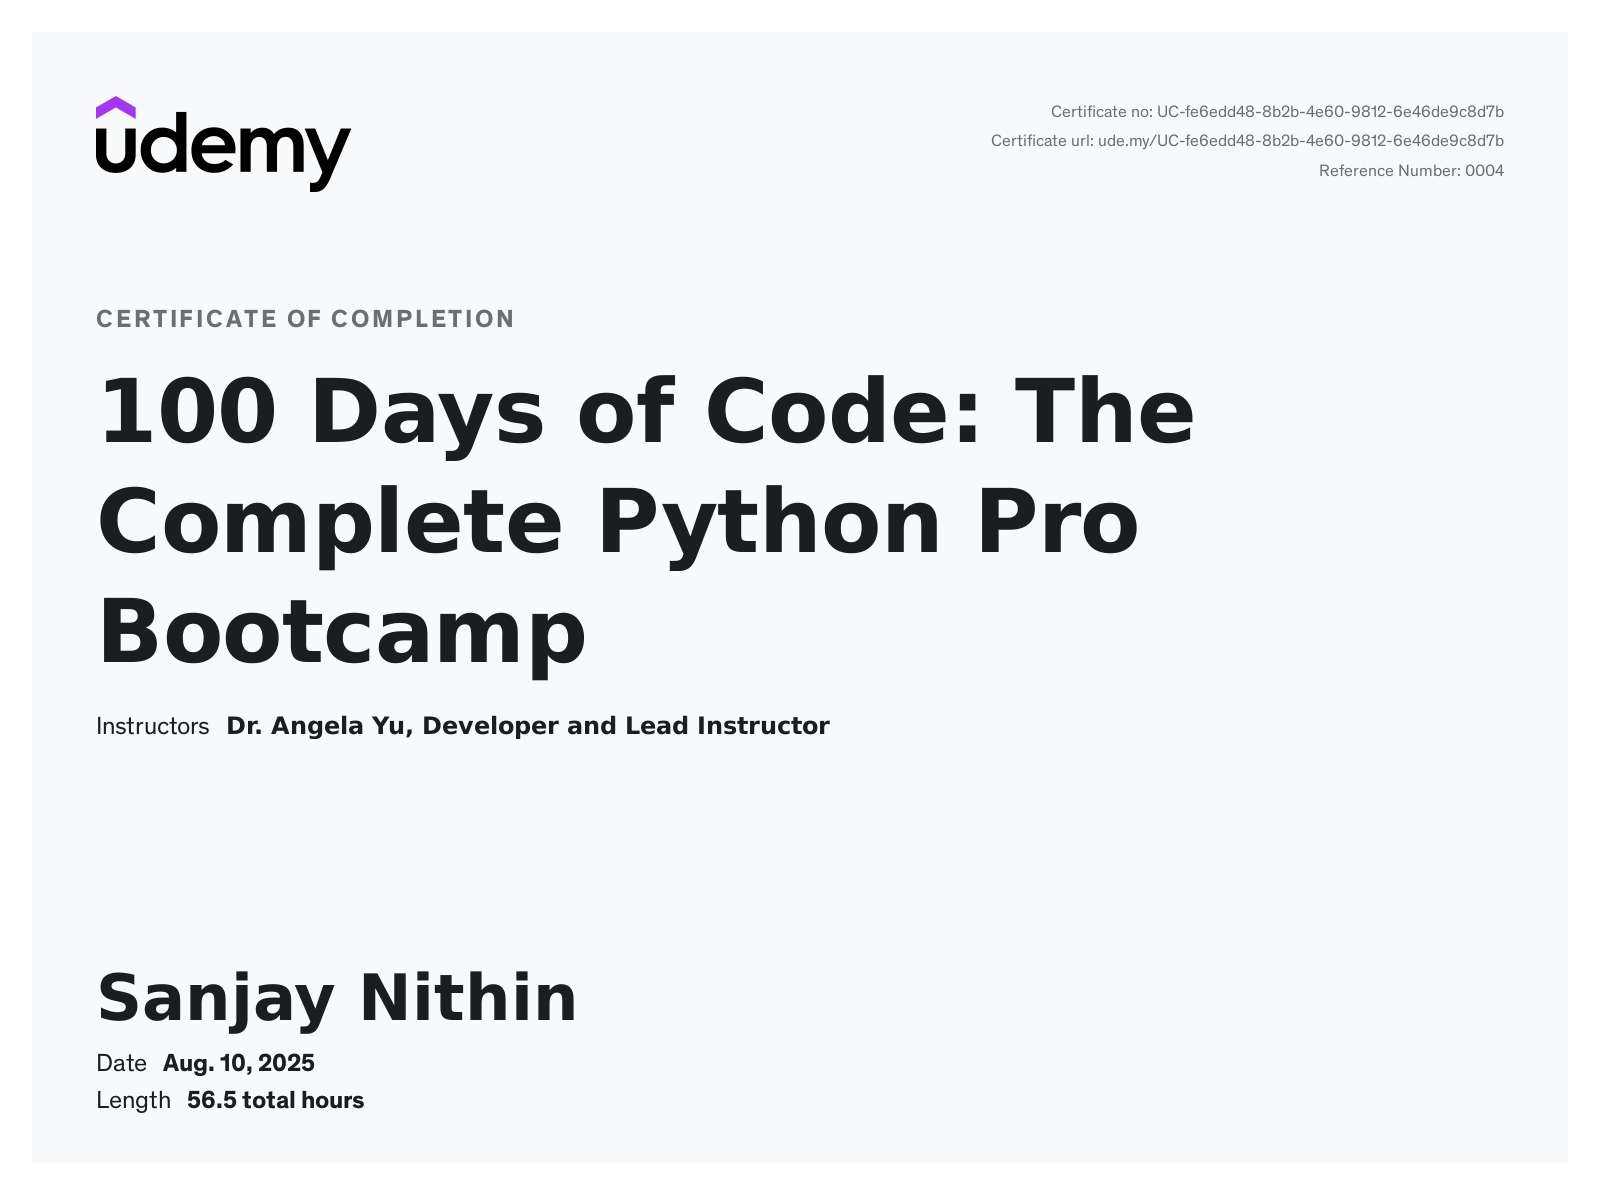 udemy
Certificate no: UC-fe6edd48-8b2b-4e60-9812-6e46de9c8d7b
Certificate url: ude.my/UC-fe6edd48-8b2b-4e60-9812-6e46de9c8d7b
Reference Number: 0004
CERTIFICATE OF COMPLETION
100 Days of Code: The
Complete Python Pro
Bootcamp
Instructors Dr. Angela Yu, Developer and Lead Instructor
Sanjay Nithin
Date Aug. 10, 2025
Length 56.5 total hours